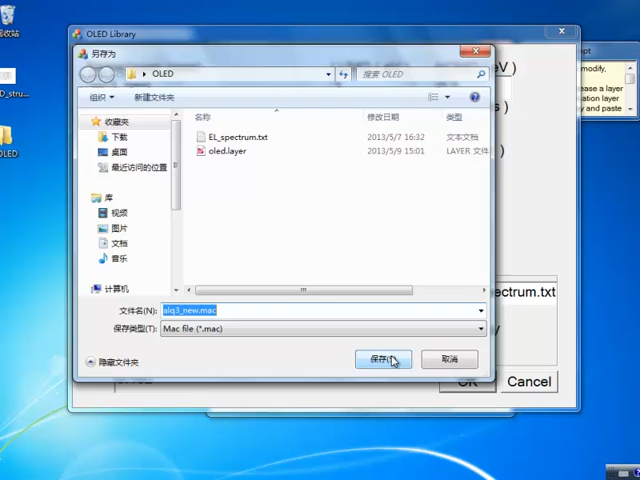 回收站
OLED Library
另存为
eV )
OLED
搜索 OLED
pt
组织
新建文件夹
modify,
s )
ease a layer
lation layer
y and paste
D_stru...
收藏夹
名称
修改日期
类型
下载
EL_spectrum.txt
2013/5/7 16:32
文本文档
)
桌面
oled.layer
2013/5/9 15:01
LAYER 文件
OLED
最近访问的位置
库
视频
图片
文档
音乐
计算机
ectrum.txt
文件名(N):
alq3_new.mac
保存类型(T):
Mac file (*.mac)
隐藏文件夹
保存(
取消
OK
Cancel